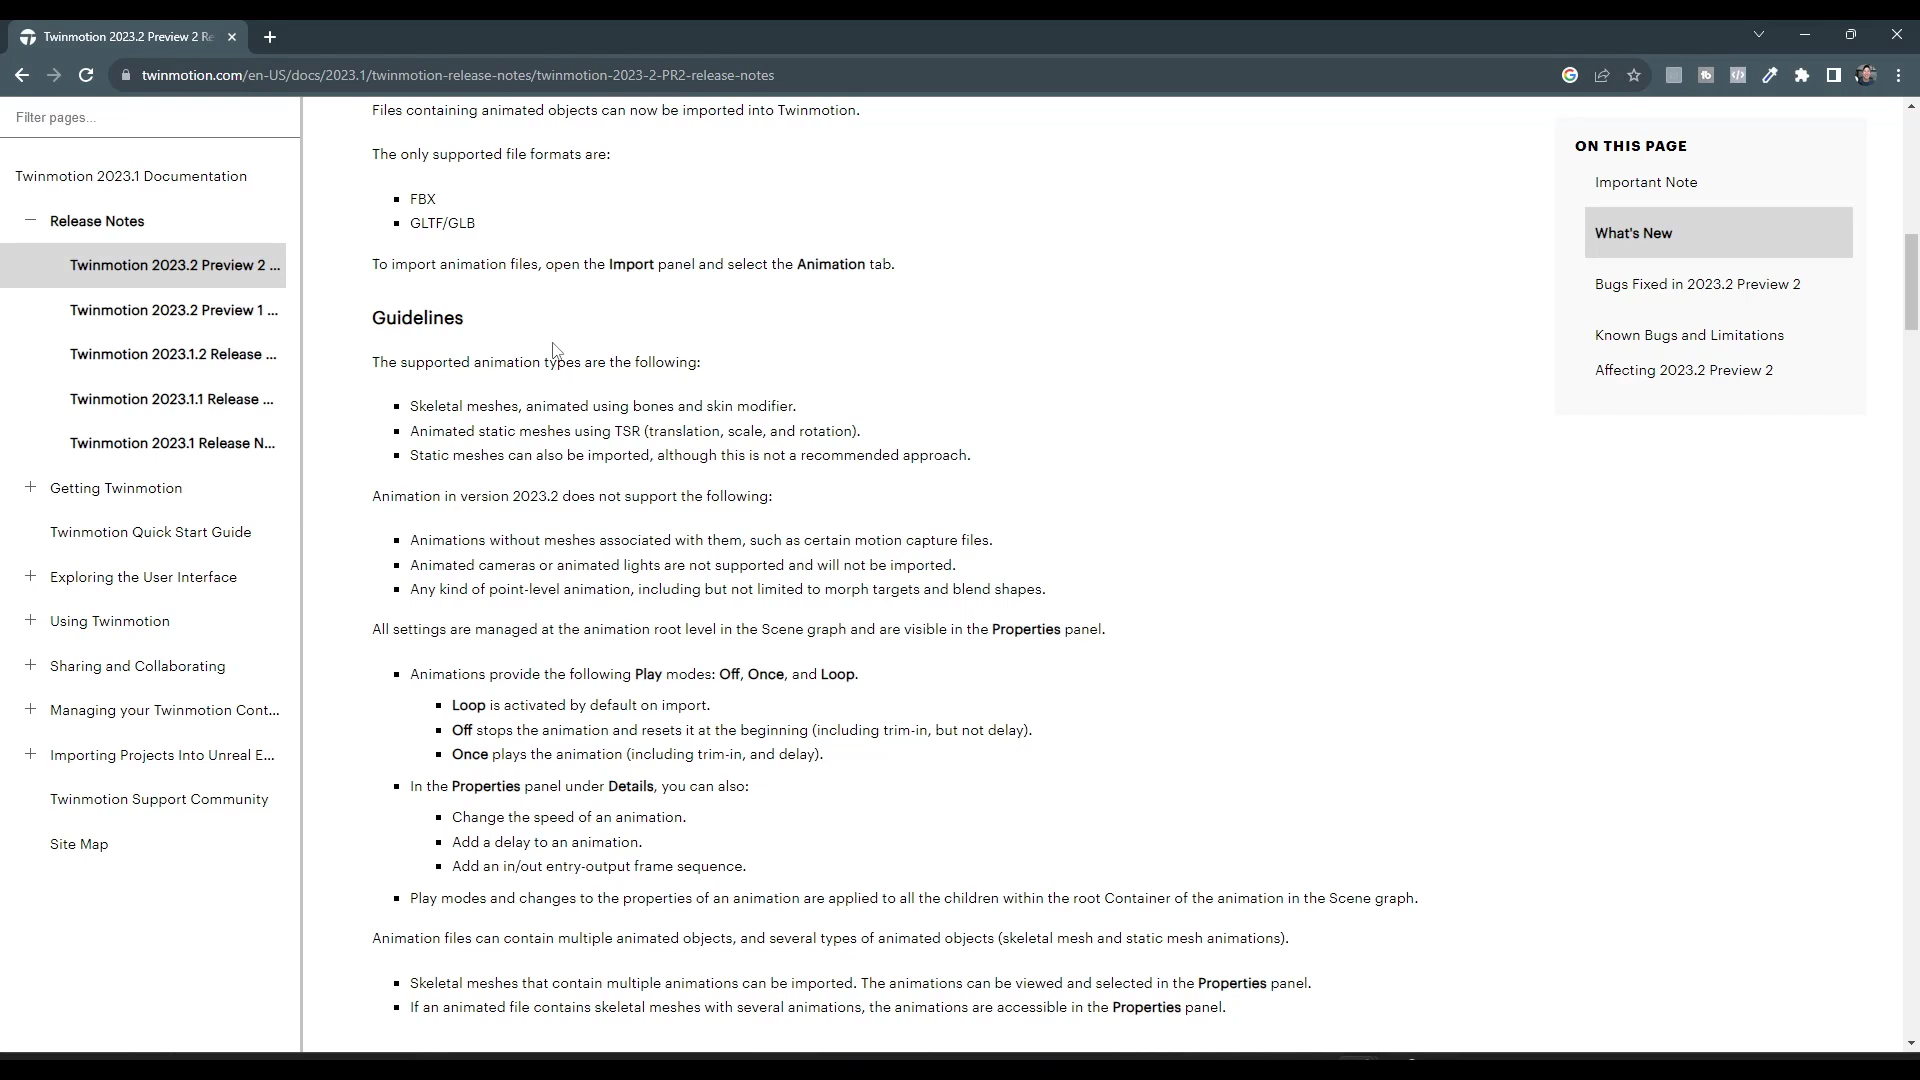 Twinmotion 2023.2 Preview 2 Re
twinmotion.com/en-US/docs/2023.1/twinmotion-release-notes/twinmotion-2023-2-PR2-release-notes
Filter pages...
Twinmotion 2023.1 Documentation
Release Notes
Twinmotion 2023.2 Preview 2 ...
Twinmotion 2023.2 Preview 1 ...
Twinmotion 2023.1.2 Release ...
Twinmotion 2023.1.1 Release ...
Twinmotion 2023.1 Release N...
Getting Twinmotion
Twinmotion Quick Start Guide
Exploring the User Interface
Using Twinmotion
Sharing and Collaborating
Managing your Twinmotion Cont...
Importing Projects Into Unreal E...
Twinmotion Support Community
Site Map
Files containing animated objects can now be imported into Twinmotion.
The only supported file formats are:
FBX
GLTF/GLB
To import animation files, open the Import panel and select the Animation tab.
Guidelines
The supported animation types are the following:
Skeletal meshes, animated using bones and skin modifier.
Animated static meshes using TSR (translation, scale, and rotation).
Static meshes can also be imported, although this is not a recommended approach.
Animation in version 2023.2 does not support the following:
Animations without meshes associated with them, such as certain motion capture files.
Animated cameras or animated lights are not supported and will not be imported.
Any kind of point-level animation, including but not limited to morph targets and blend shapes.
All settings are managed at the animation root level in the Scene graph and are visible in the Properties panel.
Animations provide the following Play modes: Off, Once, and Loop.
Loop is activated by default on import.
Off stops the animation and resets it at the beginning (including trim-in, but not delay).
Once plays the animation (including trim-in, and delay).
In the Properties panel under Details, you can also:
Change the speed of an animation.
Add a delay to an animation.
Add an in/out entry-output frame sequence.
Play modes and changes to the properties of an animation are applied to all the children within the root Container of the animation in the Scene graph.
Animation files can contain multiple animated objects, and several types of animated objects (skeletal mesh and static mesh animations).
Skeletal meshes that contain multiple animations can be imported. The animations can be viewed and selected in the Properties panel.
If an animated file contains skeletal meshes with several animations, the animations are accessible in the Properties panel.
ON THIS PAGE
Important Note
What's New
Bugs Fixed in 2023.2 Preview 2
Known Bugs and Limitations
Affecting 2023.2 Preview 2